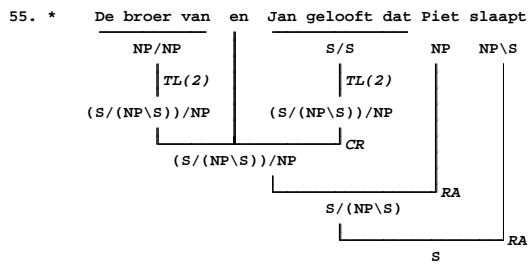 55. * De broer van en Jan gelooft dat Piet slaapt
NP/NP S/S NP NP\S
TL(2) TL(2)
(S/(NP\S))/NP (S/(NP\S))/NP
CR
(S/(NP\S))/NP
RA
S/(NP\S)
RA
S